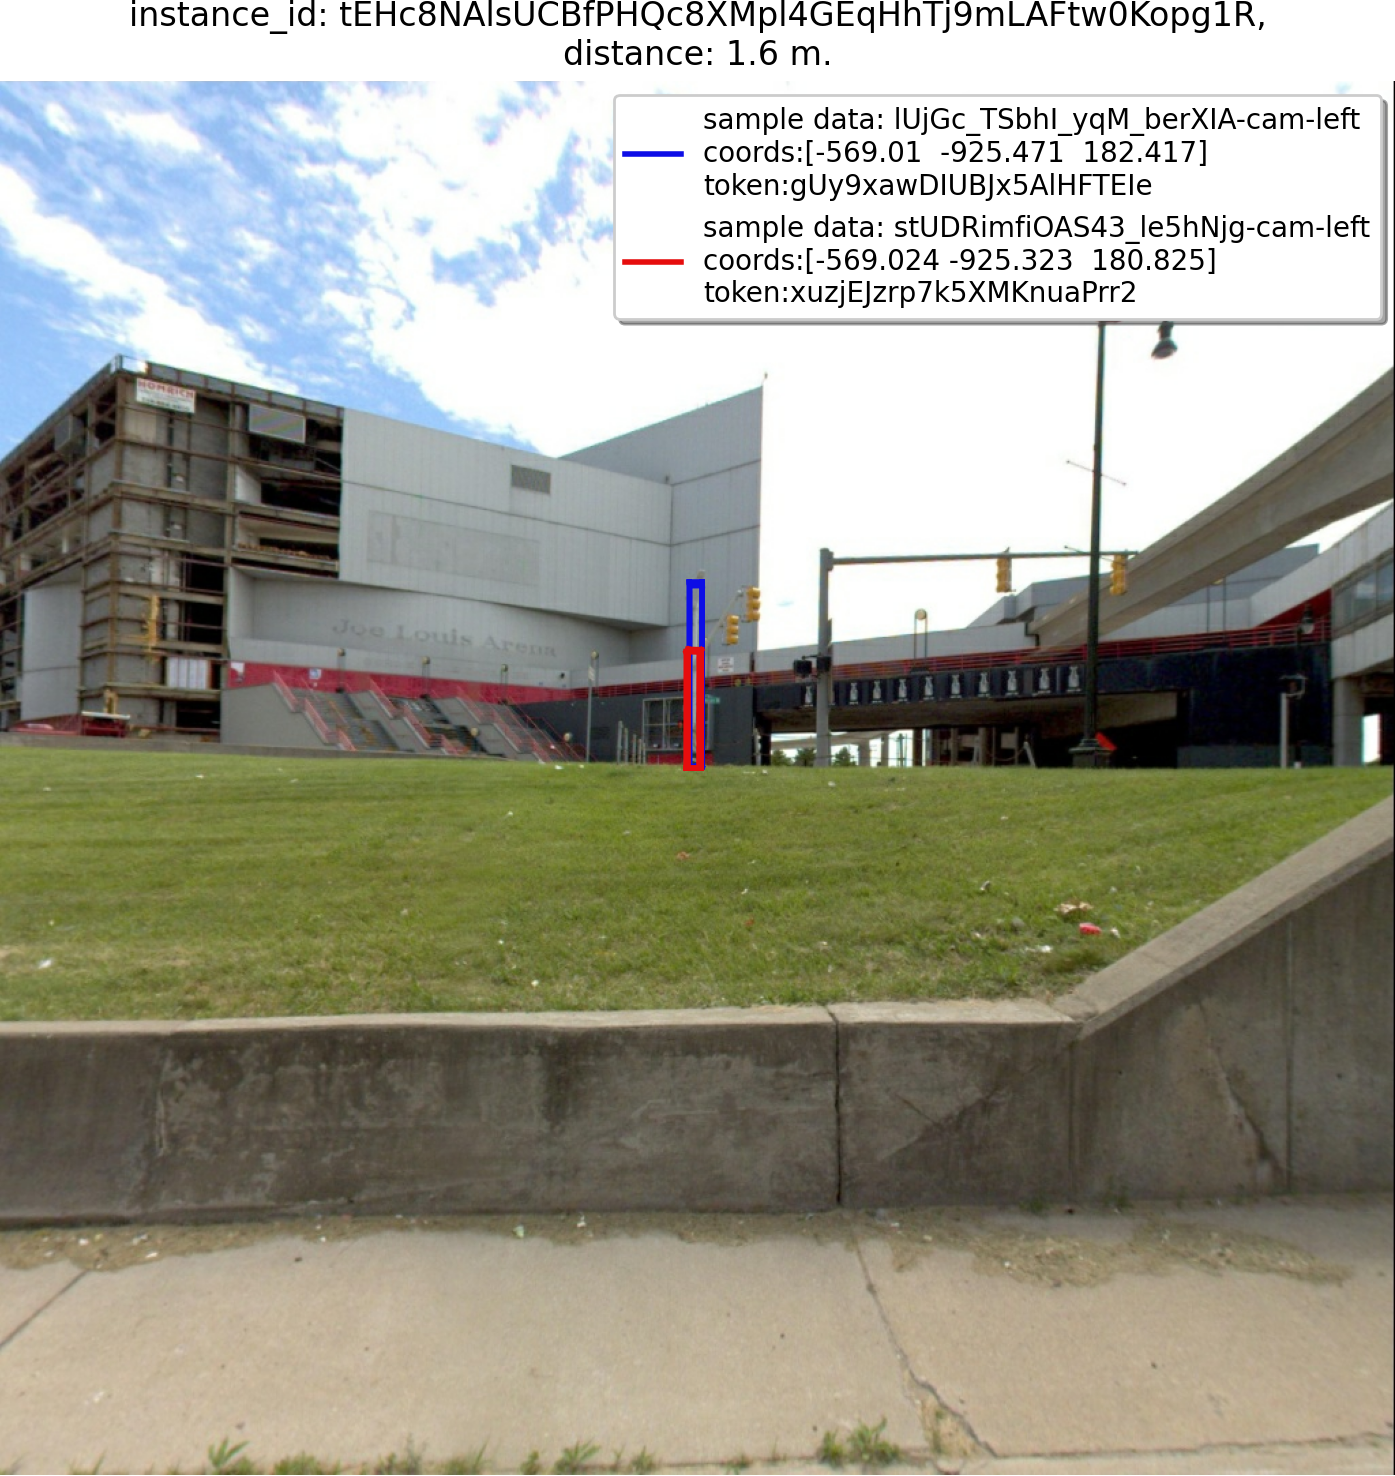 instance_id: tEHc8NAlsUCBfPHQc8XMpl4GEqHhTj9mLAFtw0Kopg1R,
distance: 1.6 m.
sample data: lUjGc_TSbhI_yqM_berXIA-cam-left
coords:[-569.01  -925.471  182.417]
token:gUy9xawDIUBJx5AlHFTEIe
sample data: stUDRimfiOAS43_le5hNjg-cam-left
coords:[-569.024 -925.323  180.825]
token:xuzjEJzrp7k5XMKnuaPrr2
HOMRICH
Joe Louis Arena